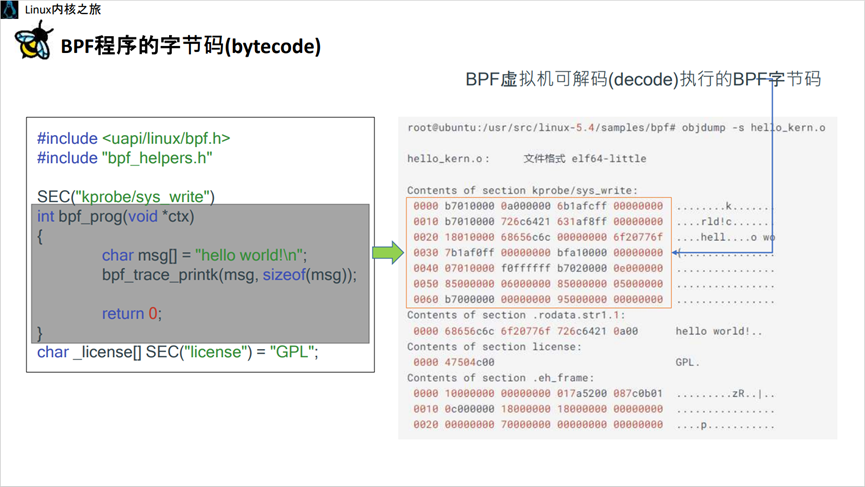 Linux内核之旅
BPF程序的字节码(bytecode)
BPF虚拟机可解码(decode)执行的BPF字节码
#include <uapi/linux/bpf.h>
#include "bpf_helpers.h"
SEC("kprobe/sys_write")
int bpf_prog(void *ctx)
{
char msg[] = "hello world!\n";
bpf_trace_printk(msg, sizeof(msg));
return 0;
}
char _license[] SEC("license") = "GPL";
root@ubuntu:/usr/src/linux-5.4/samples/bpf# objdump -s hello_kern.o
hello_kern.o: 文件格式 elf64-little
Contents of section kprobe/sys_write:
0000 b7010000 0a000000 6b1afcff 00000000 ........k.......
0010 b7010000 726c6421 631af8ff 00000000 ....rld!c.......
0020 18010000 68656c6c 00000000 6f20776f ....hell....o wo
0030 7b1af0ff 00000000 bfa10000 00000000 {...............
0040 07010000 f0ffffff b7020000 0e000000 ................
0050 85000000 06000000 85000000 05000000 ................
0060 b7000000 00000000 95000000 00000000 ................
Contents of section .rodata.str1.1:
0000 68656c6c 6f20776f 726c6421 0a00 hello world!..
Contents of section license:
0000 47504c00 GPL.
Contents of section .eh_frame:
0000 10000000 00000000 017a5200 087c0b01 .........zR..|..
0010 0c000000 18000000 18000000 00000000 ................
0020 00000000 70000000 00000000 00000000 ....p...........